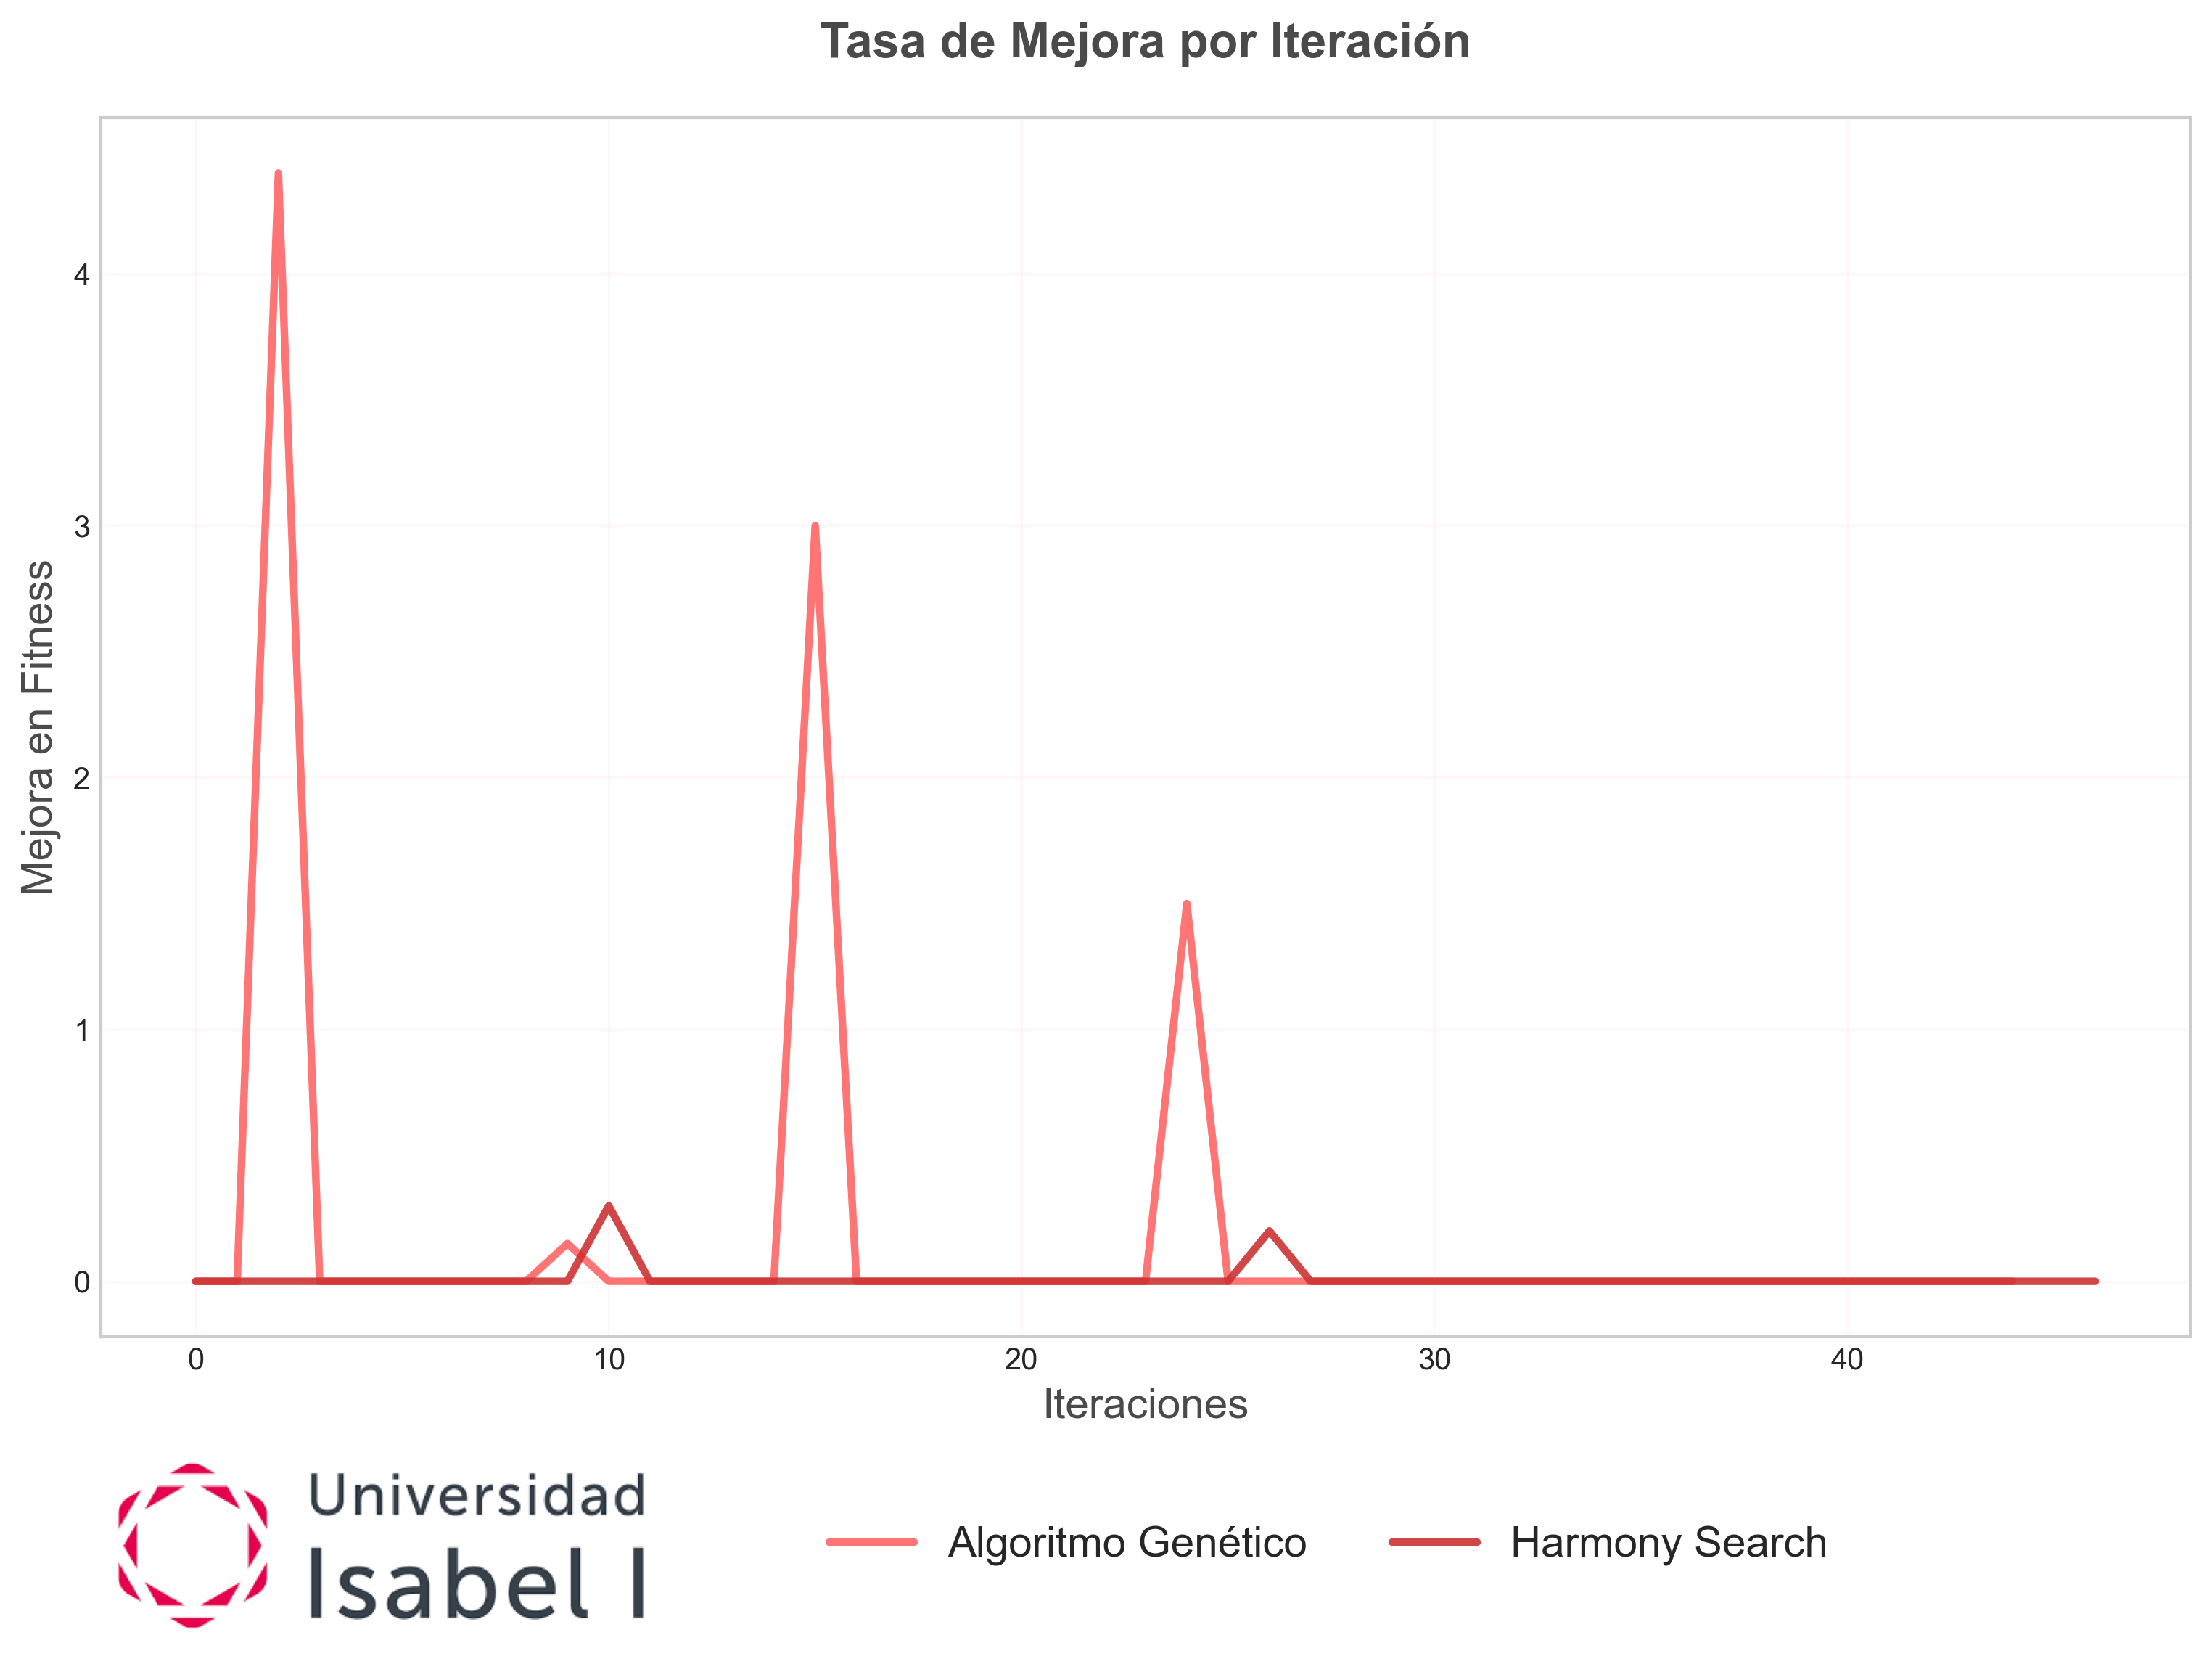 Tasa de Mejora por Iteración
Mejora en Fitness
4
3
2
1
0
0 10 20 30 40
Iteraciones
Universidad
Isabel I
Algoritmo Genético Harmony Search